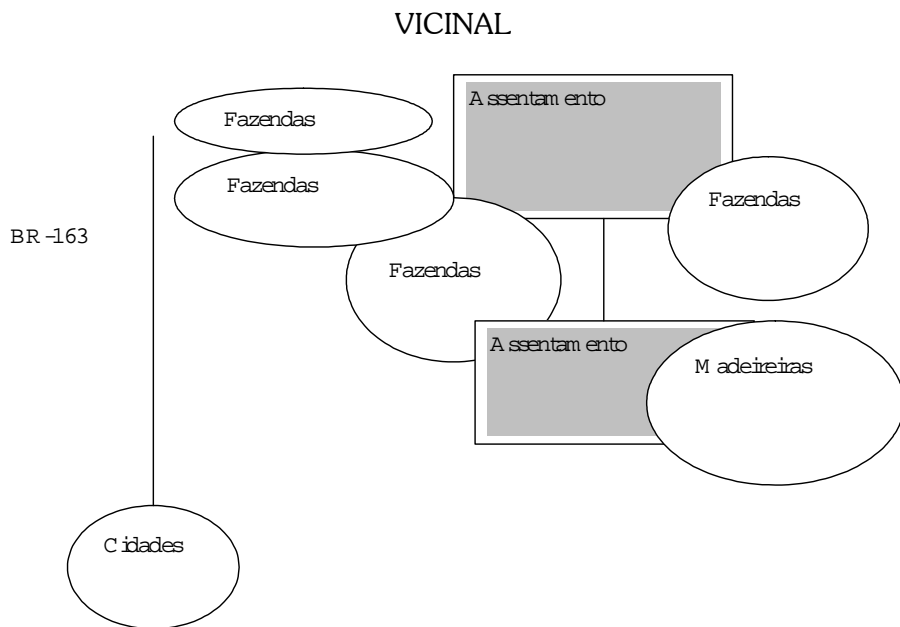 VICINAL
Assentamento
Fazendas
Fazendas
Fazendas
BR-163
Fazendas
Assentamento
Madeireiras
Cidades